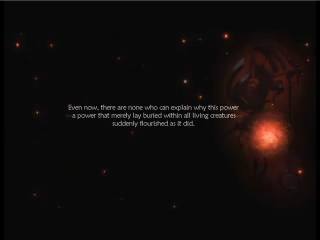 Even now, there are none who can explain why this power
a power that merely lay buried within all living creatures
suddenly flourished as it did.